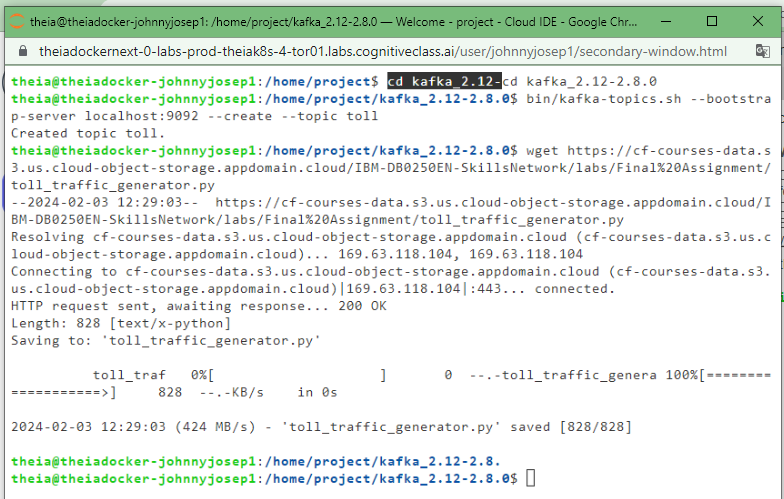 theia@theiadocker-johnnyjosep1: /home/project/kafka_2.12-2.8.0 — Welcome - project - Cloud IDE - Google Chr...
theiadockernext-0-labs-prod-theiak8s-4-tor01.labs.cognitiveclass.ai/user/johnnyjosep1/secondary-window.html
theia@theiadocker-johnnyjosep1:/home/project$ cd kafka_2.12-cd kafka_2.12-2.8.0
theia@theiadocker-johnnyjosep1:/home/project/kafka_2.12-2.8.0$ bin/kafka-topics.sh --bootstra
p-server localhost:9092 --create --topic toll
Created topic toll.
theia@theiadocker-johnnyjosep1:/home/project/kafka_2.12-2.8.0$ wget https://cf-courses-data.s
3.us.cloud-object-storage.appdomain.cloud/IBM-DB0250EN-SkillsNetwork/labs/Final%20Assignment/
toll_traffic_generator.py
--2024-02-03 12:29:03--  https://cf-courses-data.s3.us.cloud-object-storage.appdomain.cloud/I
BM-DB0250EN-SkillsNetwork/labs/Final%20Assignment/toll_traffic_generator.py
Resolving cf-courses-data.s3.us.cloud-object-storage.appdomain.cloud (cf-courses-data.s3.us.c
loud-object-storage.appdomain.cloud)... 169.63.118.104, 169.63.118.104
Connecting to cf-courses-data.s3.us.cloud-object-storage.appdomain.cloud (cf-courses-data.s3.
us.cloud-object-storage.appdomain.cloud)|169.63.118.104|:443... connected.
HTTP request sent, awaiting response... 200 OK
Length: 828 [text/x-python]
Saving to: 'toll_traffic_generator.py'
toll_traf   0%[                    ]       0  --.-toll_traffic_genera 100%[========
===========>]     828  --.-KB/s    in 0s
2024-02-03 12:29:03 (424 MB/s) - 'toll_traffic_generator.py' saved [828/828]
theia@theiadocker-johnnyjosep1:/home/project/kafka_2.12-2.8.
theia@theiadocker-johnnyjosep1:/home/project/kafka_2.12-2.8.0$